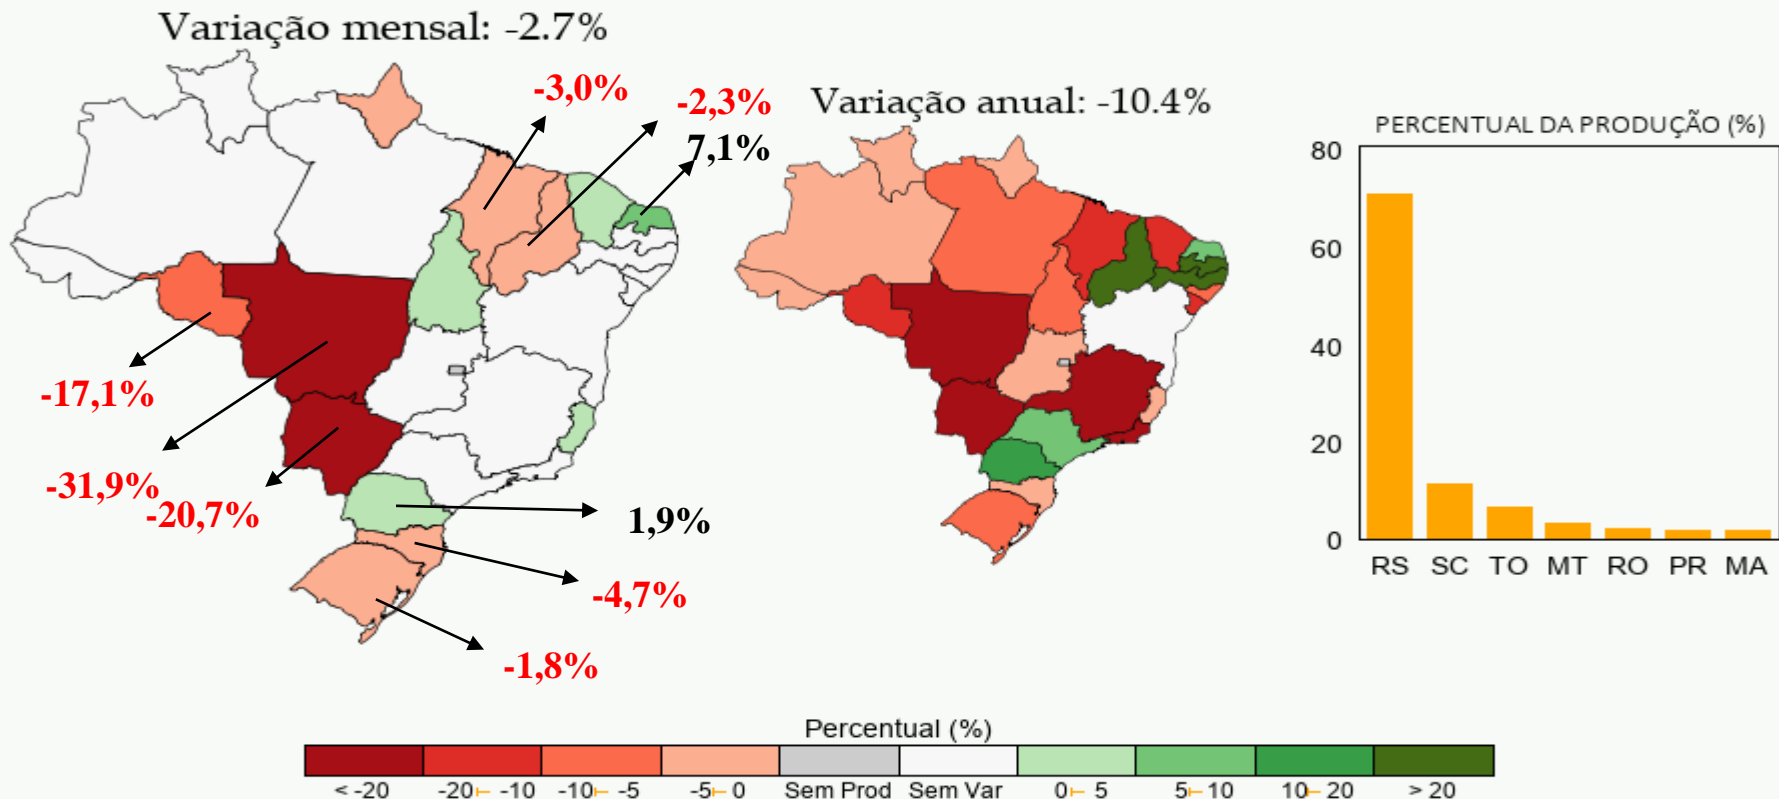 Variação mensal: -2.7%
-3,0%
-2,3%
7,1%
-17,1%
-31,9%
-20,7%
1,9%
-4,7%
-1,8%
Variação anual: -10.4%
PERCENTUAL DA PRODUÇÃO (%)
80
60
40
20
0
RS SC TO MT RO PR MA
Percentual (%)
< -20 -20⊢ -10 -10⊢ -5 -5⊢ 0 Sem Prod Sem Var 0⊢ 5 5⊢ 10 10⊢ 20 > 20